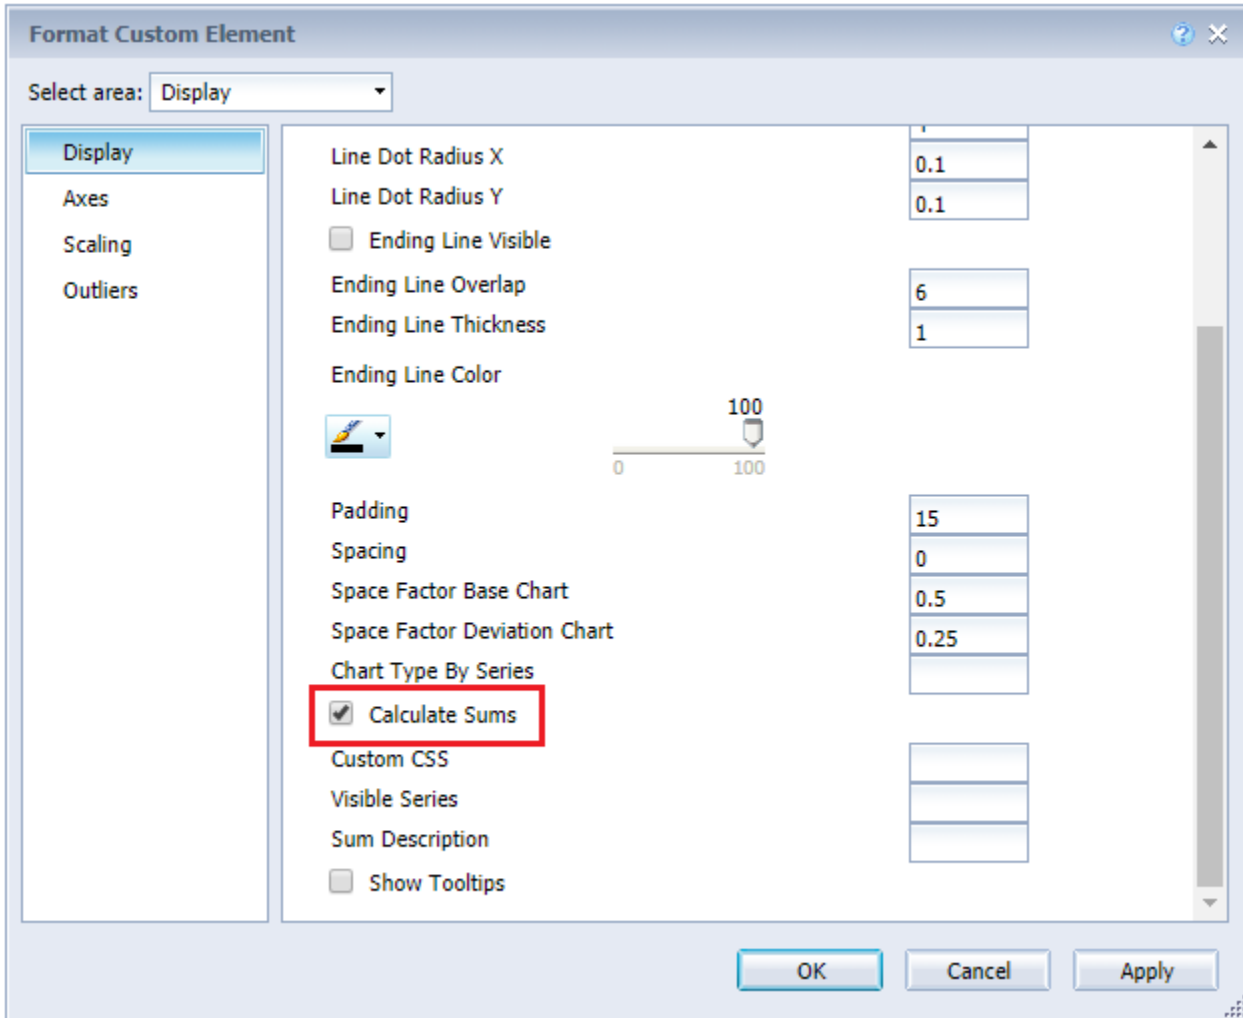 Format Custom Element
Select area: Display
Display
Axes
Scaling
Outliers
Line Dot Radius X 0.1
Line Dot Radius Y 0.1
Ending Line Visible
Ending Line Overlap 6
Ending Line Thickness 1
Ending Line Color
100
0 100
Padding 15
Spacing 0
Space Factor Base Chart 0.5
Space Factor Deviation Chart 0.25
Chart Type By Series
Calculate Sums
Custom CSS
Visible Series
Sum Description
Show Tooltips
OK Cancel Apply